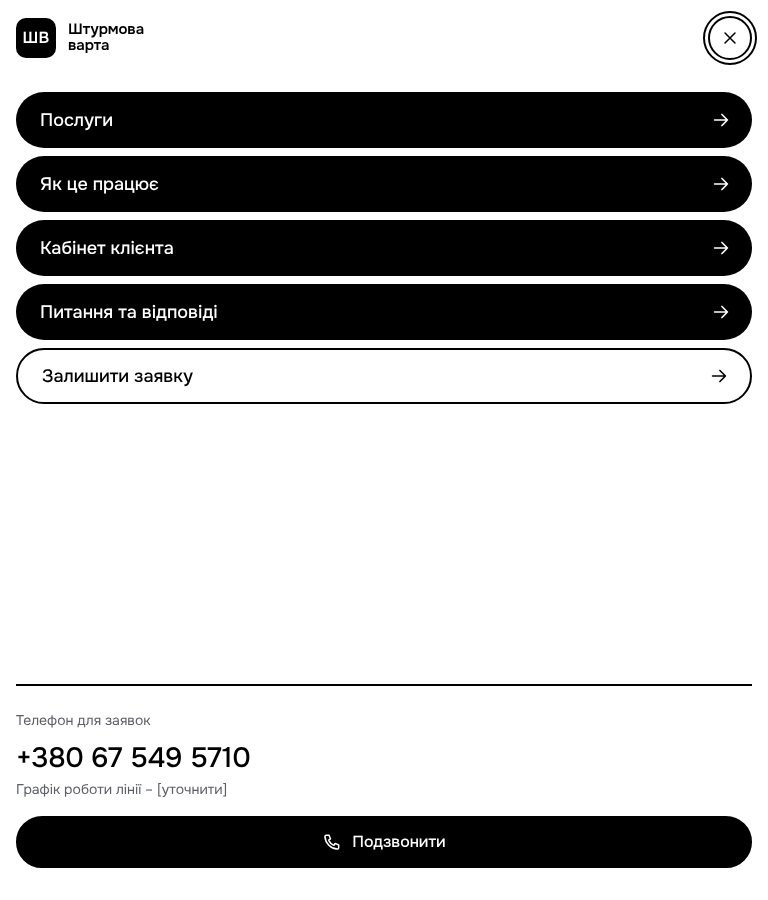 ШВ
Штурмова
варта
Послуги
Як це працює
Кабінет клієнта
Питання та відповіді
Залишити заявку
Телефон для заявок
+380 67 549 5710
Графік роботи лінії – [уточнити]
Подзвонити